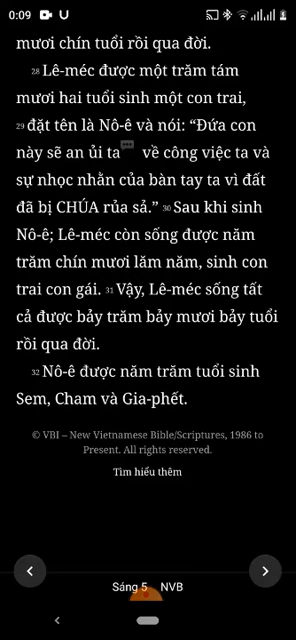 0:09
mươi chín tuổi rồi qua đời.
28 Lê-méc được một trăm tám
mươi hai tuổi sinh một con trai,
29 đặt tên là Nô-ê và nói: “Đứa con
này sẽ an ủi ta về công việc ta và
sự nhọc nhằn của bàn tay ta vì đất
đã bị CHÚA rủa sả.” 30 Sau khi sinh
Nô-ê; Lê-méc còn sống được năm
trăm chín mươi lăm năm, sinh con
trai con gái. 31 Vậy, Lê-méc sống tất
cả được bảy trăm bảy mươi bảy tuổi
rồi qua đời.
32 Nô-ê được năm trăm tuổi sinh
Sem, Cham và Gia-phết.
© VBI – New Vietnamese Bible/Scriptures, 1986 to
Present. All rights reserved.
Tìm hiểu thêm
Sáng 5 NVB